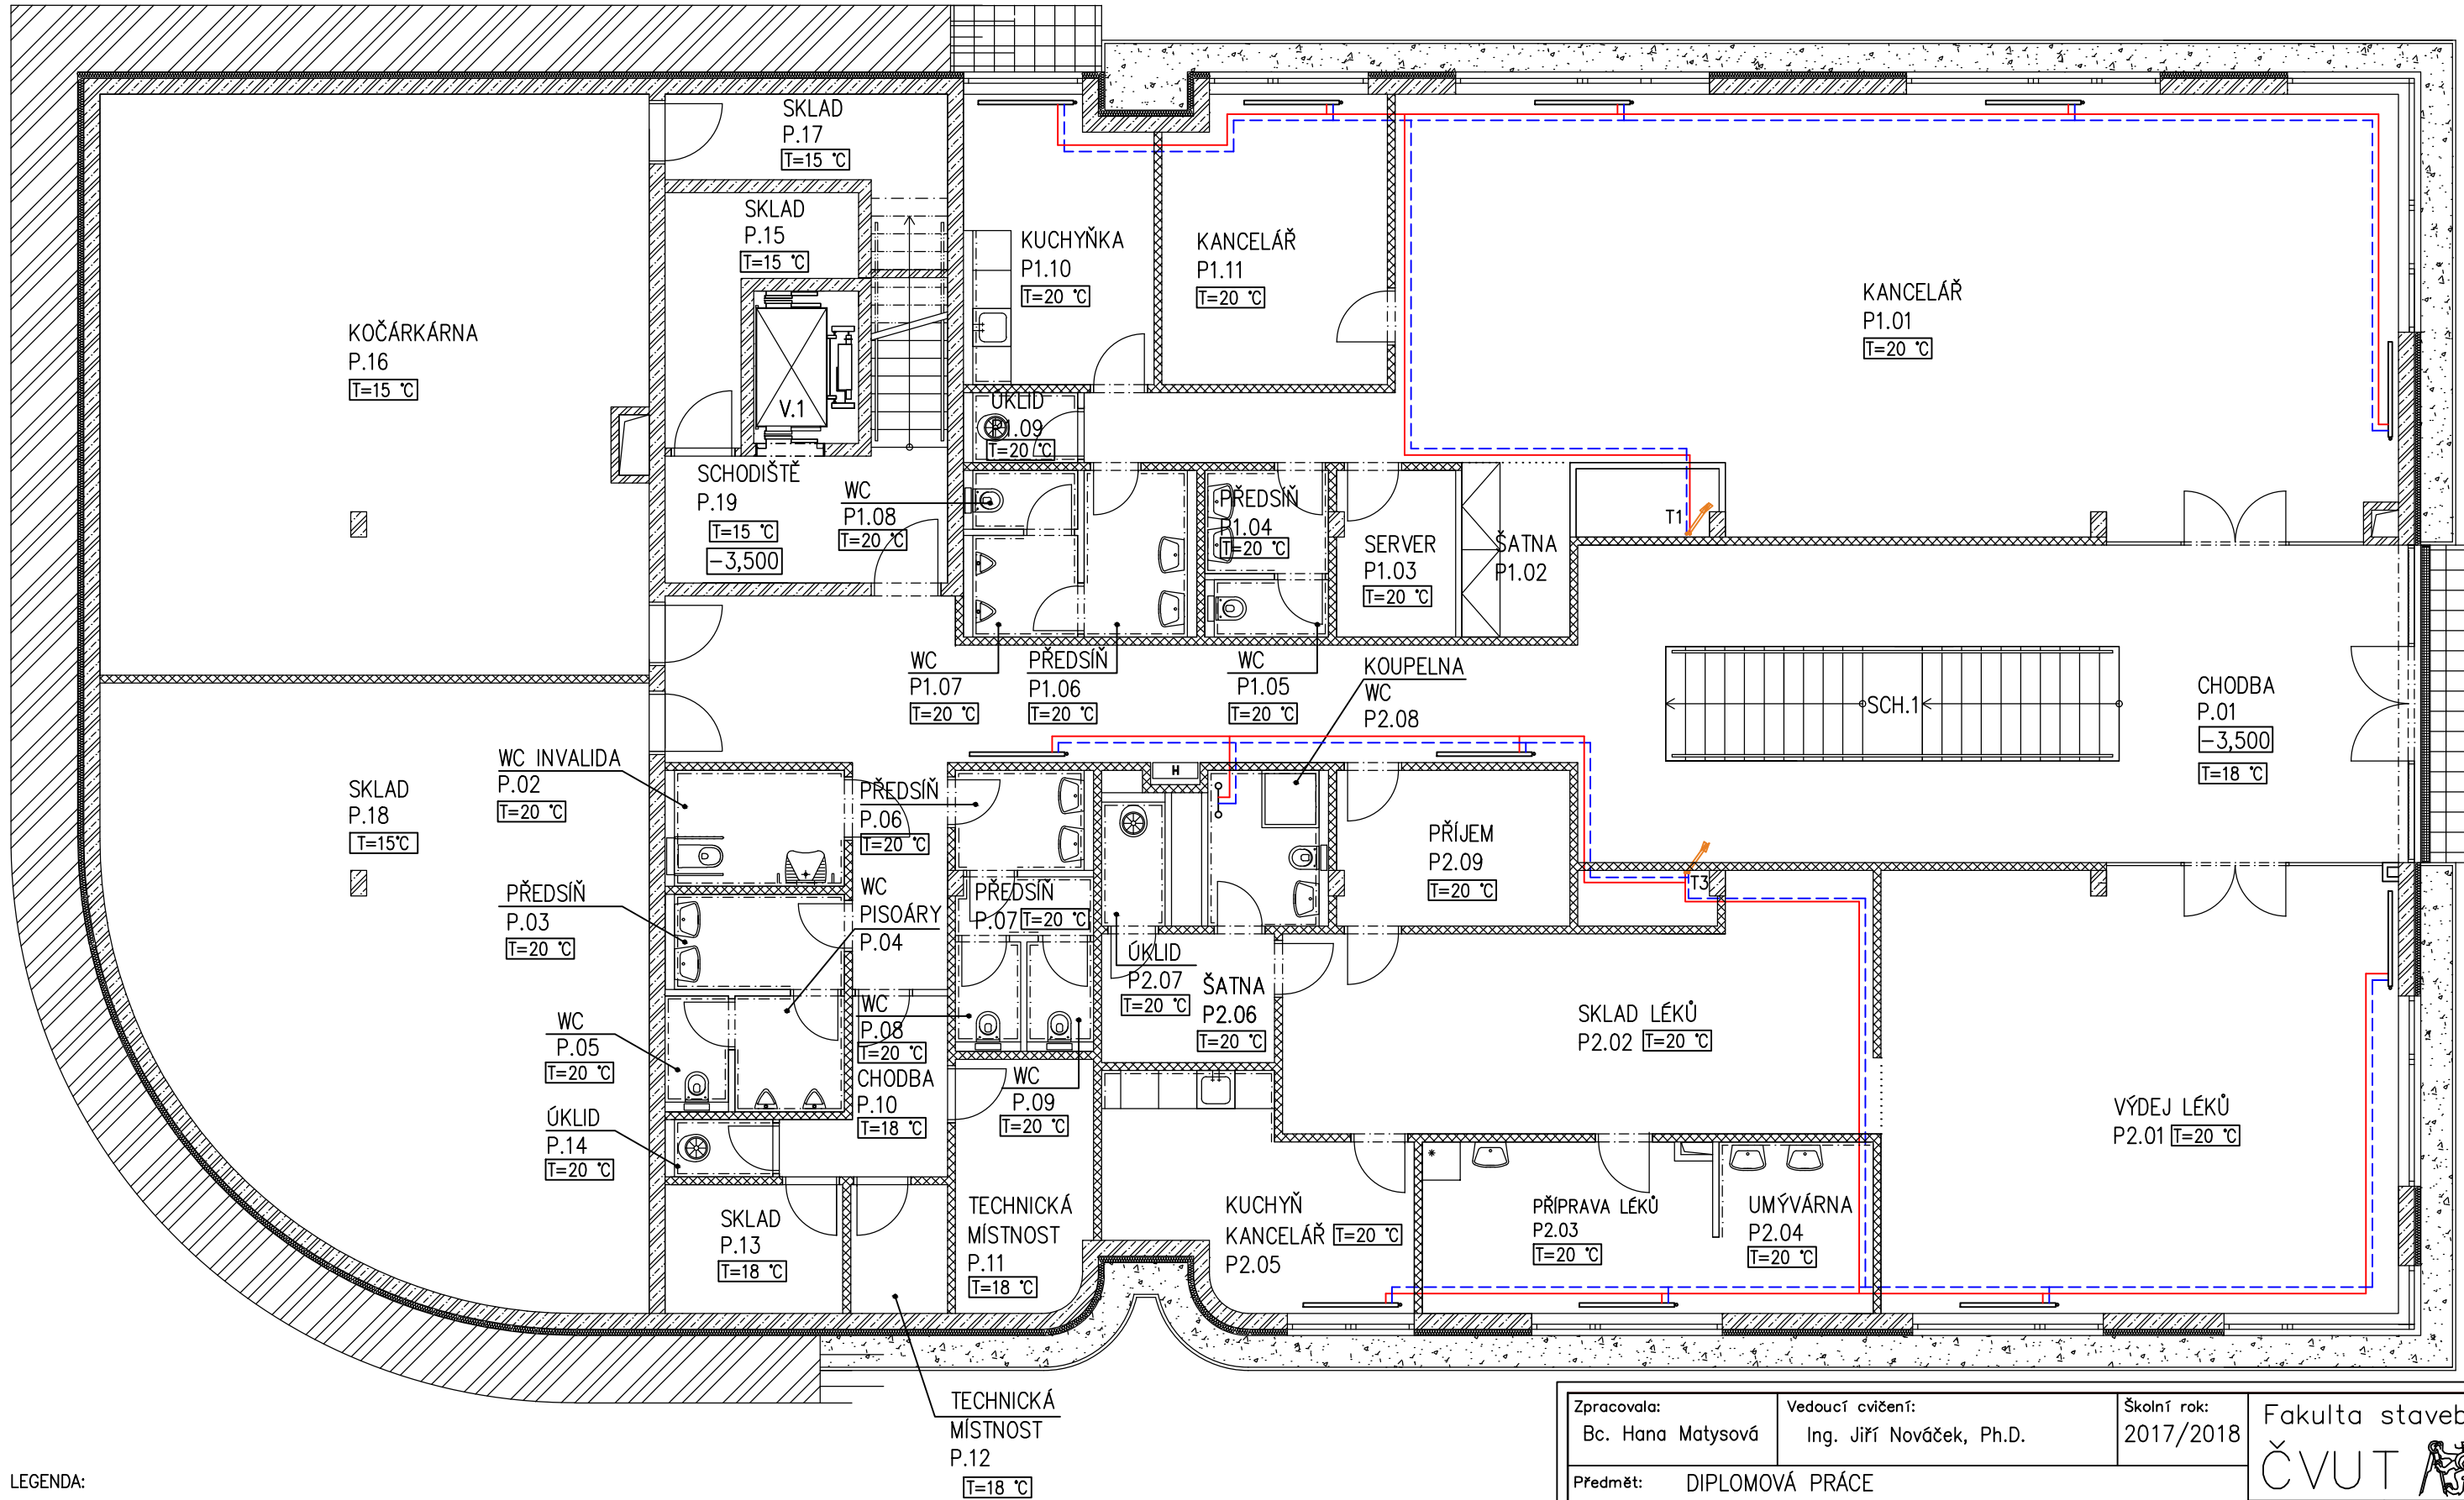 SKLAD
P.17
T=15 °C
SKLAD
P.15
T=15 °C
KUCHYŇKA
P1.10
T=20 °C
KANCELÁŘ
P1.11
T=20 °C
KANCELÁŘ
P1.01
T=20 °C
KOČÁRKÁRNA
P.16
T=15 °C
V.1
ÚKLID
P1.09
T=20 °C
SCHODIŠTĚ
P.19
T=15 °C
-3,500
WC
P1.08
T=20 °C
PŘEDSÍŇ
P1.04
T=20 °C
SERVER
P1.03
T=20 °C
ŠATNA
P1.02
T1
WC
P1.07
T=20 °C
PŘEDSÍŇ
P1.06
T=20 °C
WC
P1.05
T=20 °C
KOUPELNA
WC
P2.08
SCH.1
CHODBA
P.01
-3,500
T=18 °C
WC INVALIDA
P.02
T=20 °C
SKLAD
P.18
T=15°C
PŘEDSÍŇ
P.06
T=20 °C
H
PŘÍJEM
P2.09
T=20 °C
T3
PŘEDSÍŇ
P.03
T=20 °C
WC
PISOÁRY
P.04
PŘEDSÍŇ
P.07 T=20 °C
ÚKLID
P2.07
T=20 °C
ŠATNA
P2.06
T=20 °C
SKLAD LÉKŮ
P2.02 T=20 °C
WC
P.05
T=20 °C
WC
P.08
T=20 °C
CHODBA
P.10
T=18 °C
WC
P.09
T=20 °C
VÝDEJ LÉKŮ
P2.01 T=20 °C
ÚKLID
P.14
T=20 °C
SKLAD
P.13
T=18 °C
TECHNICKÁ
MÍSTNOST
P.11
T=18 °C
KUCHYŇ
KANCELÁŘ T=20 °C
P2.05
PŘÍPRAVA LÉKŮ
P2.03
T=20 °C
UMÝVÁRNA
P2.04
T=20 °C
TECHNICKÁ
MÍSTNOST
P.12
T=18 °C
LEGENDA:
Zpracovala:
Bc. Hana Matysová
Vedoucí cvičení:
Ing. Jiří Nováček, Ph.D.
Školní rok:
2017/2018
Fakulta staveb
ČVUT
Předmět: DIPLOMOVÁ PRÁCE